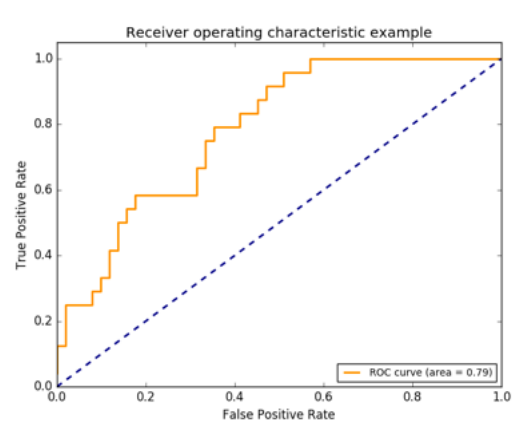 Receiver operating characteristic example
1.0
0.8
0.6
0.4
0.2
0.0
True Positive Rate
ROC curve (area = 0.79)
0.0 0.2 0.4 0.6 0.8 1.0
False Positive Rate